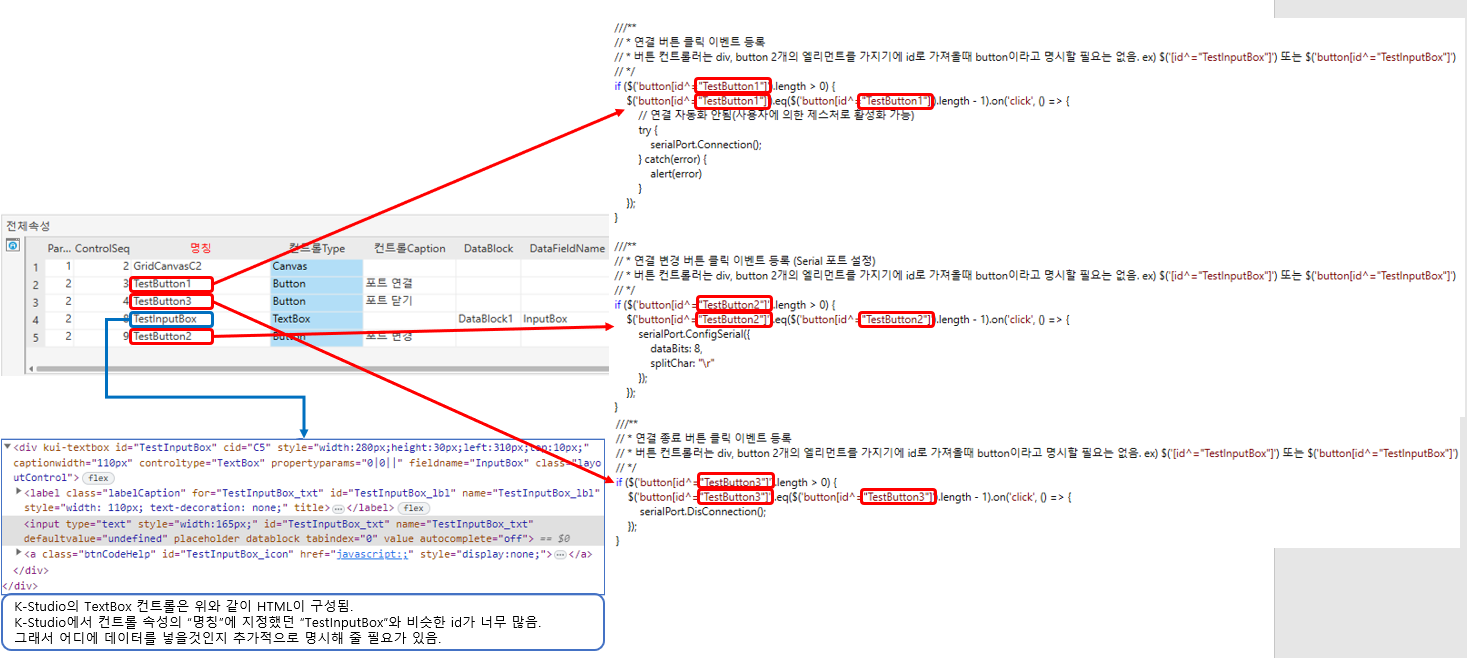 ///**
// * 연결 버튼 클릭 이벤트 등록
// * 버튼 컨트롤러는 div, button 2개의 엘리먼트를 가지기에 id로 가져올때 button이라고 명시할 필요는 없음. ex) $('[id^="TestInputBox"]') 또는 $('button[id^="TestInputBox"]')
// */
if ($('button[id^="TestButton1"]').length > 0) {
$('button[id^="TestButton1"]').eq($('button[id^="TestButton1"]').length - 1).on('click', () => {
// 연결 자동화 안됨(사용자에 의한 제스처로 활성화 가능)
try {
serialPort.Connection();
} catch(error) {
alert(error)
}
});
}
전체속성
Par... ControlSeq 명칭 컨트롤Type 컨트롤Caption DataBlock DataFieldName
1 1 2 GridCanvasC2 Canvas
2 2 3 TestButton1 Button 포트 연결
3 2 4 TestButton3 Button 포트 닫기
4 2 TestInputBox TextBox DataBlock1 InputBox
5 2 9 TestButton2 Button 포트 변경
///**
// * 연결 변경 버튼 클릭 이벤트 등록 (Serial 포트 설정)
// * 버튼 컨트롤러는 div, button 2개의 엘리먼트를 가지기에 id로 가져올때 button이라고 명시할 필요는 없음. ex) $('[id^="TestInputBox"]') 또는 $('button[id^="TestInputBox"]')
// */
if ($('button[id^="TestButton2"]').length > 0) {
$('button[id^="TestButton2"]').eq($('button[id^="TestButton2"]').length - 1).on('click', () => {
serialPort.ConfigSerial({
dataBits: 8,
splitChar: "\r"
});
});
}
///**
// * 연결 종료 버튼 클릭 이벤트 등록
// * 버튼 컨트롤러는 div, button 2개의 엘리먼트를 가지기에 id로 가져올때 button이라고 명시할 필요는 없음. ex) $('[id^="TestInputBox"]') 또는 $('button[id^="TestInputBox"]')
// */
if ($('button[id^="TestButton3"]').length > 0) {
$('button[id^="TestButton3"]').eq($('button[id^="TestButton3"]').length - 1).on('click', () => {
serialPort.DisConnection();
});
}
<div kui-textbox id="TestInputBox" cid="C5" style="width:280px;height:30px;left:310px;top:10px;"
captionwidth="110px" controltype="TextBox" propertyparams="0|0||" fieldname="InputBox" class="layo
utControl"> flex
<label class="labelCaption" for="TestInputBox_txt" id="TestInputBox_lbl" name="TestInputBox_lbl"
style="width: 110px; text-decoration: none;" title>…</label> flex
<input type="text" style="width:165px;" id="TestInputBox_txt" name="TestInputBox_txt"
defaultvalue="undefined" placeholder datablock tabindex="0" value autocomplete="off"> == $0
<a class="btnCodeHelp" id="TestInputBox_icon" href="javascript:;" style="display:none;">…</a>
</div>
</div>
K-Studio의 TextBox 컨트롤은 위와 같이 HTML이 구성됨.
K-Studio에서 컨트롤 속성의 “명칭”에 지정했던 “TestInputBox”와 비슷한 id가 너무 많음.
그래서 어디에 데이터를 넣을것인지 추가적으로 명시해 줄 필요가 있음.